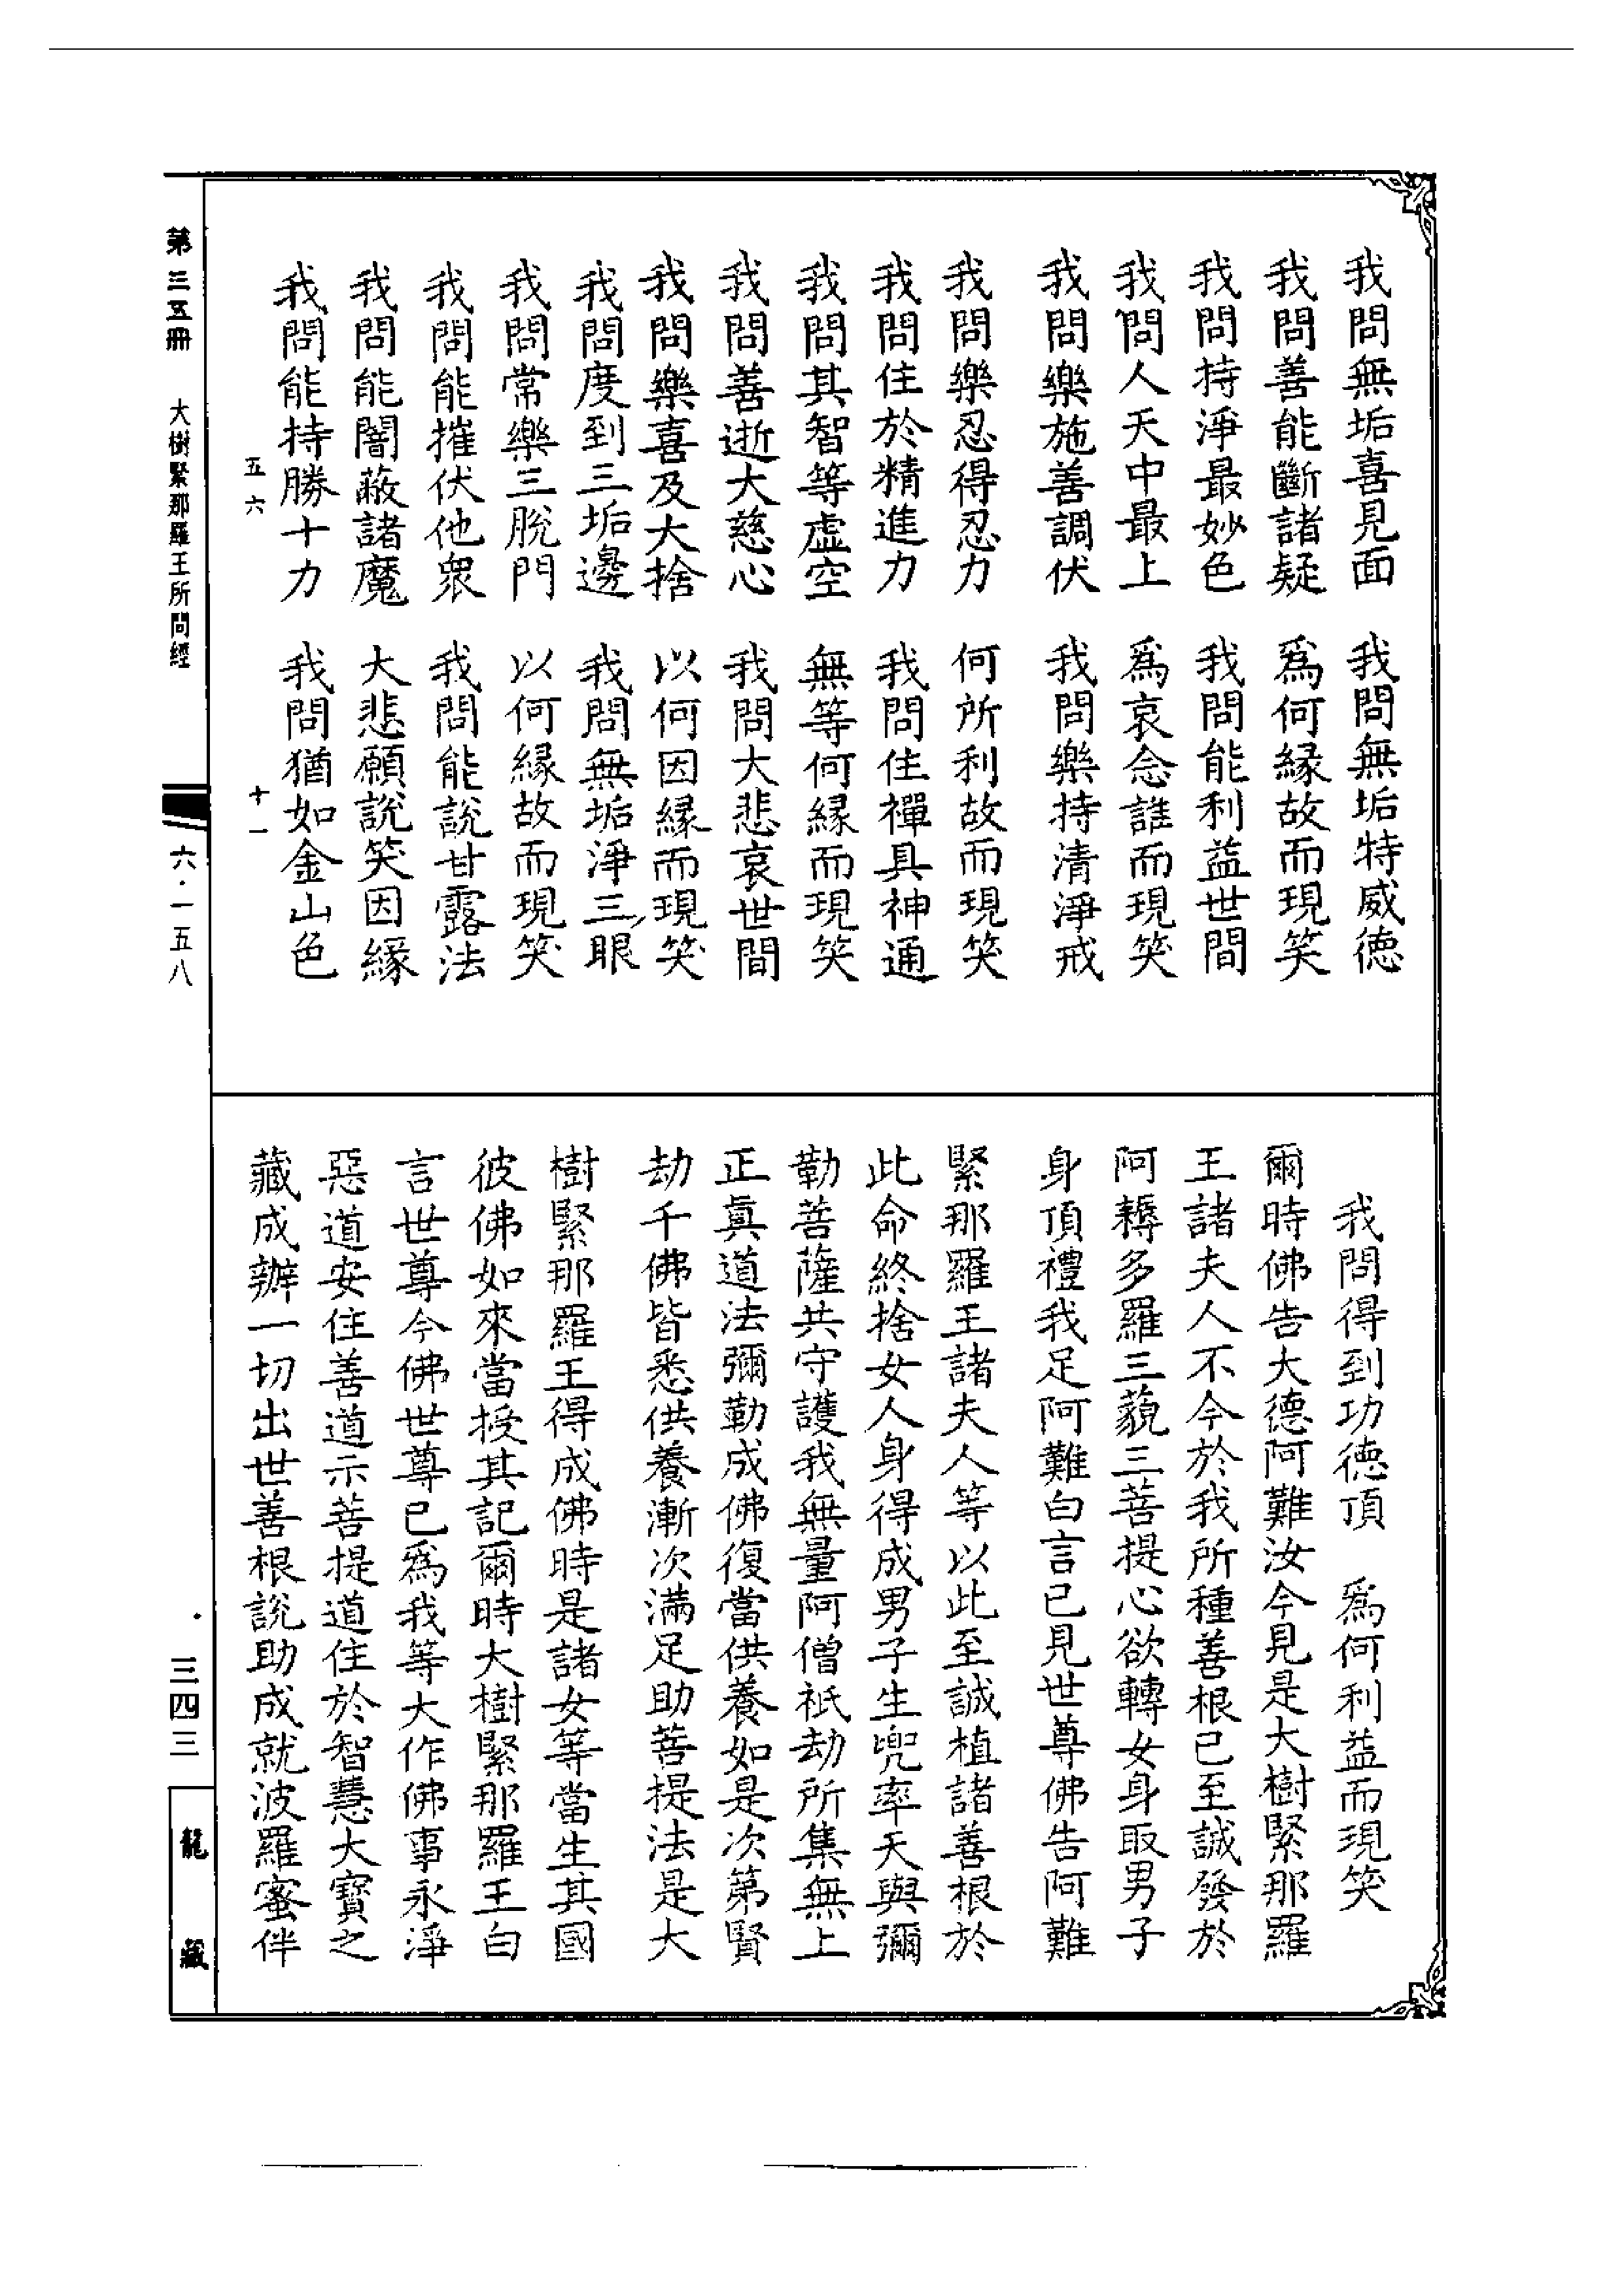 我問無垢喜見面　我問無垢特威德
我問善能斷諸疑　爲何緣故而現笑
我問持淨最妙色　我問能利益世間
我問人天中最上　爲哀念誰而現笑
我問樂施善調伏　我問樂持清淨戒
我問樂忍得忍力　何所利故而現笑
我問住於精進力　我問住禪具神通
我問其智等虛空　無等何緣而現笑
我問善逝大慈心　我問大悲哀世間
我問樂喜及大捨　以何因緣而現笑
我問度到三垢邊　我問無垢淨三眼
我問常樂三脫門　以何緣故而現笑
我問能摧伏他衆　我問能說甘露法
我問能闇蔽諸魔　大悲願說笑因緣
我問能持勝十力　我問猶如金山色
五六　十一
我問得到功德頂　爲何利益而現笑
爾時佛告大德阿難汝今見是大樹緊那羅
王諸夫人不今於我所種善根已至誠發於
阿耨多羅三藐三菩提心欲轉女身取男子
身頂禮我足阿難白言已見世尊佛告阿難
緊那羅王諸夫人等以此至誠植諸善根於
此命終捨女人身得成男子生兜率天與彌
勒菩薩共守護我無量阿僧祇劫所集無上
正眞道法彌勒成佛復當供養如是次第賢
劫千佛皆悉供養漸次滿足助菩提法是大
樹緊那羅王得成佛時是諸女等當生其國
彼佛如來當授其記爾時大樹緊那羅王白
言世尊今佛世尊已爲我等大作佛事永淨
惡道安住善道示菩提道住於智慧大寶之
藏成辦一切出世善根說助成就波羅蜜伴
第三五冊　大樹緊那羅王所問經
六·一五八
三四三
龍藏